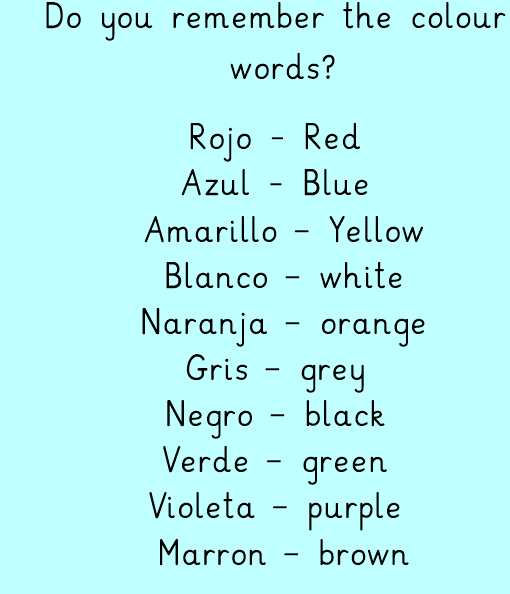 Do you remember the colour
words?
Rojo - Red
Azul - Blue
Amarillo - Yellow
Blanco - white
Naranja - orange
Gris - grey
Negro - black
Verde - green
Violeta - purple
Marron - brown